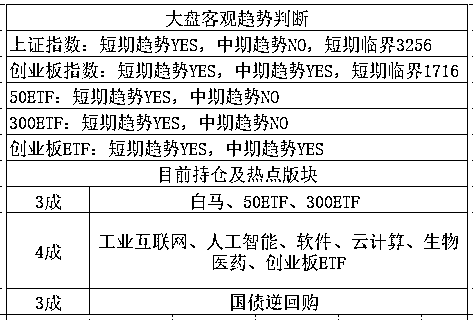 大盘客观趋势判断
上证指数：短期趋势YES，中期趋势NO，短期临界3256
创业板指数：短期趋势YES，中期趋势YES，短期临界1716
50ETF：短期趋势YES，中期趋势NO
300ETF：短期趋势YES，中期趋势NO
创业板ETF：短期趋势YES，中期趋势YES
目前持仓及热点版块
3成 白马、50ETF、300ETF
4成 工业互联网、人工智能、软件、云计算、生物
医药、创业板ETF
3成 国债逆回购